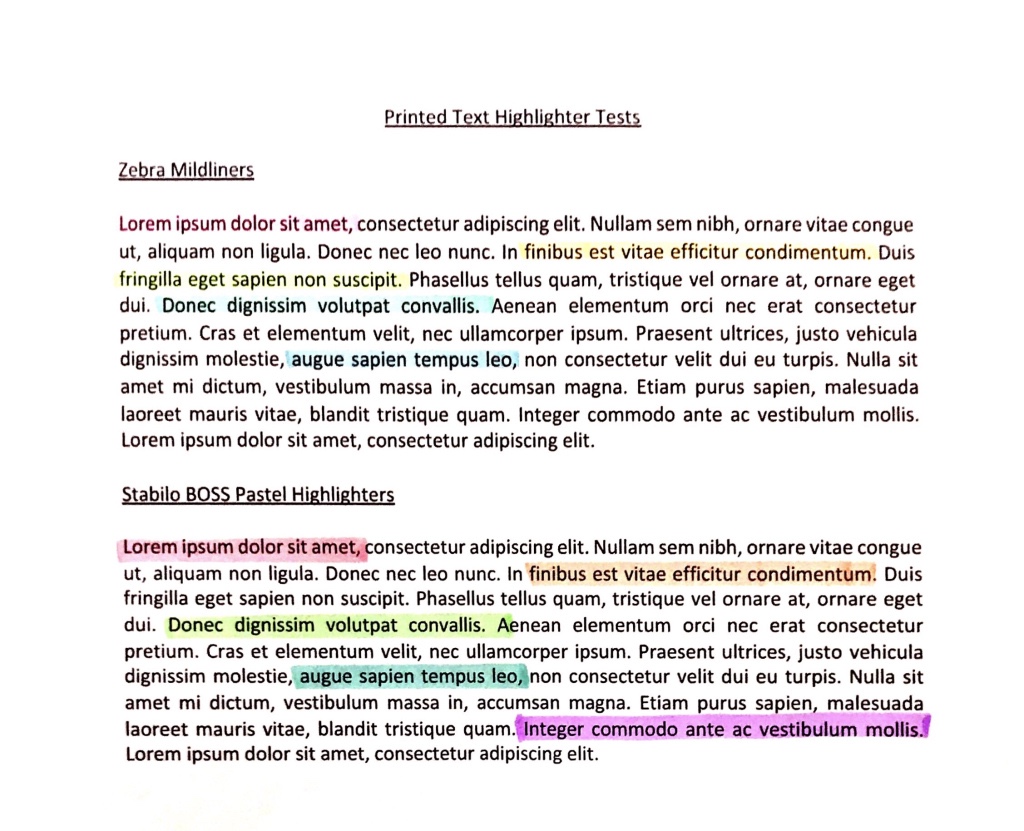 Printed Text Highlighter Tests
Zebra Mildliners
Lorem ipsum dolor sit amet, consectetur adipiscing elit. Nullam sem nibh, ornare vitae congue
ut, aliquam non ligula. Donec nec leo nunc. In finibus est vitae efficitur condimentum. Duis
fringilla eget sapien non suscipit. Phasellus tellus quam, tristique vel ornare at, ornare eget
dui. Donec dignissim volutpat convallis. Aenean elementum orci nec erat consectetur
pretium. Cras et elementum velit, nec ullamcorper ipsum. Praesent ultrices, justo vehicula
dignissim molestie, augue sapien tempus leo, non consectetur velit dui eu turpis. Nulla sit
amet mi dictum, vestibulum massa in, accumsan magna. Etiam purus sapien, malesuada
laoreet mauris vitae, blandit tristique quam. Integer commodo ante ac vestibulum mollis.
Lorem ipsum dolor sit amet, consectetur adipiscing elit.
Stabilo BOSS Pastel Highlighters
Lorem ipsum dolor sit amet, consectetur adipiscing elit. Nullam sem nibh, ornare vitae congue
ut, aliquam non ligula. Donec nec leo nunc. In finibus est vitae efficitur condimentum. Duis
fringilla eget sapien non suscipit. Phasellus tellus quam, tristique vel ornare at, ornare eget
dui. Donec dignissim volutpat convallis. Aenean elementum orci nec erat consectetur
pretium. Cras et elementum velit, nec ullamcorper ipsum. Praesent ultrices, justo vehicula
dignissim molestie, augue sapien tempus leo, non consectetur velit dui eu turpis. Nulla sit
amet mi dictum, vestibulum massa in, accumsan magna. Etiam purus sapien, malesuada
laoreet mauris vitae, blandit tristique quam. Integer commodo ante ac vestibulum mollis.
Lorem ipsum dolor sit amet, consectetur adipiscing elit.